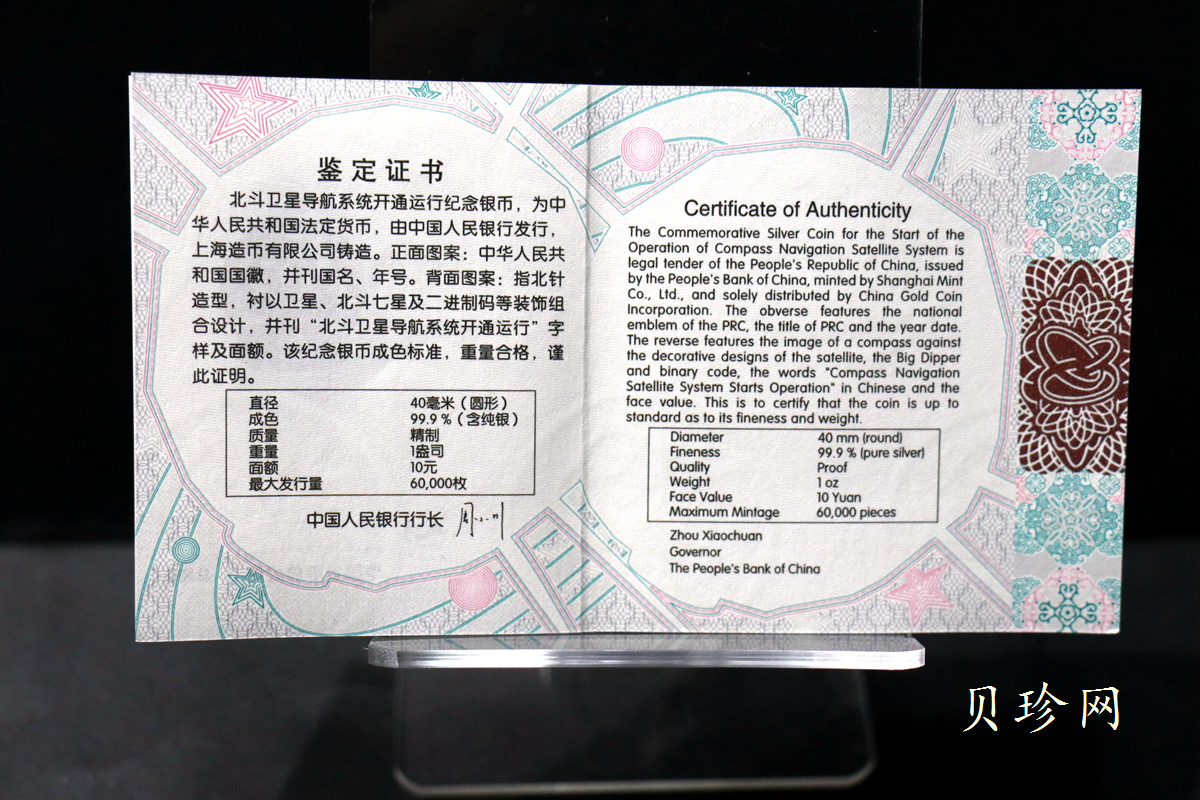 鉴定证书
北斗卫星导航系统开通运行纪念银币，为中
华人民共和国法定货币，由中国人民银行发行，
上海造币有限公司铸造。正面图案：中华人民共
和国国徽，并刊国名、年号。背面图案：指北针
造型，衬以卫星、北斗七星及二进制码等装饰组
合设计，并刊“北斗卫星导航系统开通运行”字
样及面额。该纪念银币成色标准，重量合格，谨
此证明。
直径 40毫米（圆形）
成色 99.9％（含纯银）
质量 精制
重量 1盎司
面额 10元
最大发行量 60,000枚
中国人民银行行长
Certificate of Authenticity
The Commemorative Silver Coin for the Start of the
Operation of Compass Navigation Satellite System is
legal tender of the People's Republic of China, issued
by the People's Bank of China, minted by Shanghai Mint
Co., Ltd., and solely distributed by China Gold Coin
Incorporation. The obverse features the national
emblem of the PRC, the title of PRC and the year date.
The reverse features the image of a compass against
the decorative designs of the satellite, the Big Dipper
and binary code, the words "Compass Navigation
Satellite System Starts Operation" in Chinese and the
face value. This is to certify that the coin is up to
standard as to its fineness and weight.
Diameter 40 mm (round)
Fineness 99.9 % (pure silver)
Quality Proof
Weight 1 oz
Face Value 10 Yuan
Maximum Mintage 60,000 pieces
Zhou Xiaochuan
Governor
The People's Bank of China
贝珍网